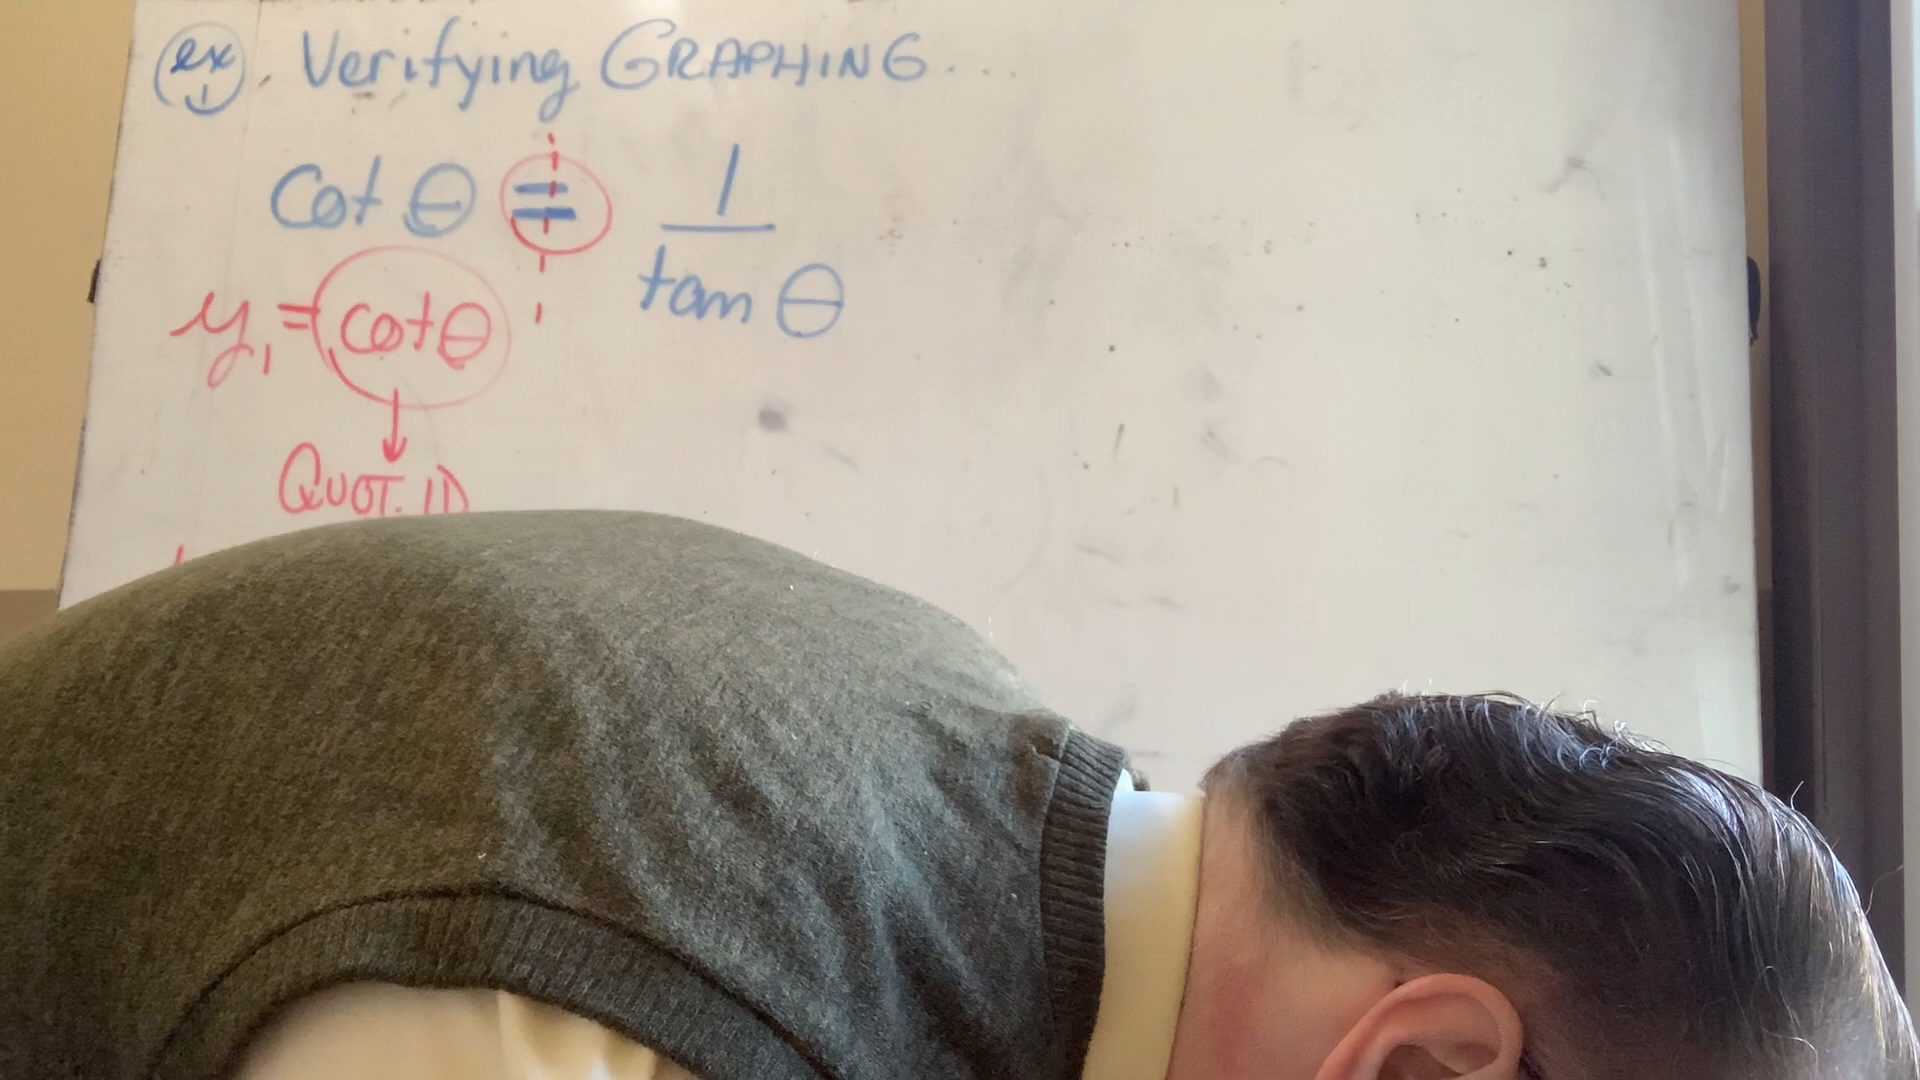 ex 1. Verifying GRAPHING...
cot θ = 1/tan θ
y₁ = cot θ
↓
QUOT. ID